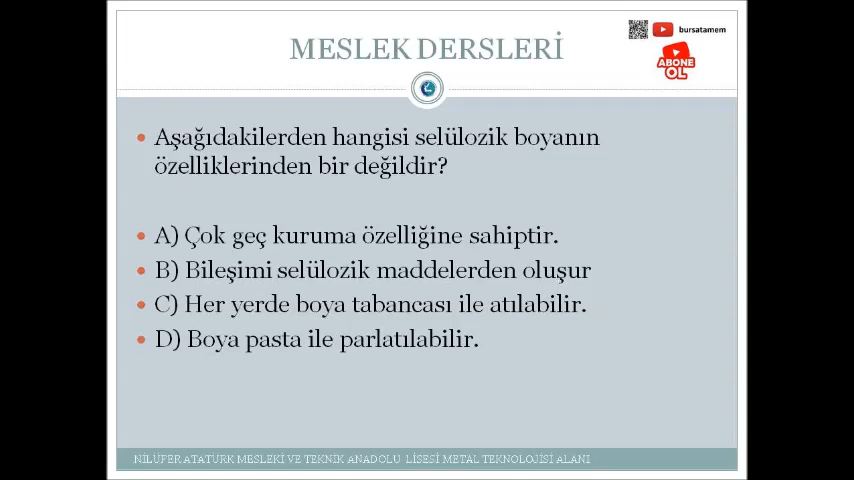 bursatamem
ABONE
OL
MESLEK DERSLERİ
Aşağıdakilerden hangisi selülozik boyanın
özelliklerinden bir değildir?
A) Çok geç kuruma özelliğine sahiptir.
B) Bileşimi selülozik maddelerden oluşur
C) Her yerde boya tabancası ile atılabilir.
D) Boya pasta ile parlatılabilir.
NİLÜFER ATATÜRK MESLEKİ VE TEKNİK ANADOLU LİSESİ METAL TEKNOLOJİSİ ALANI